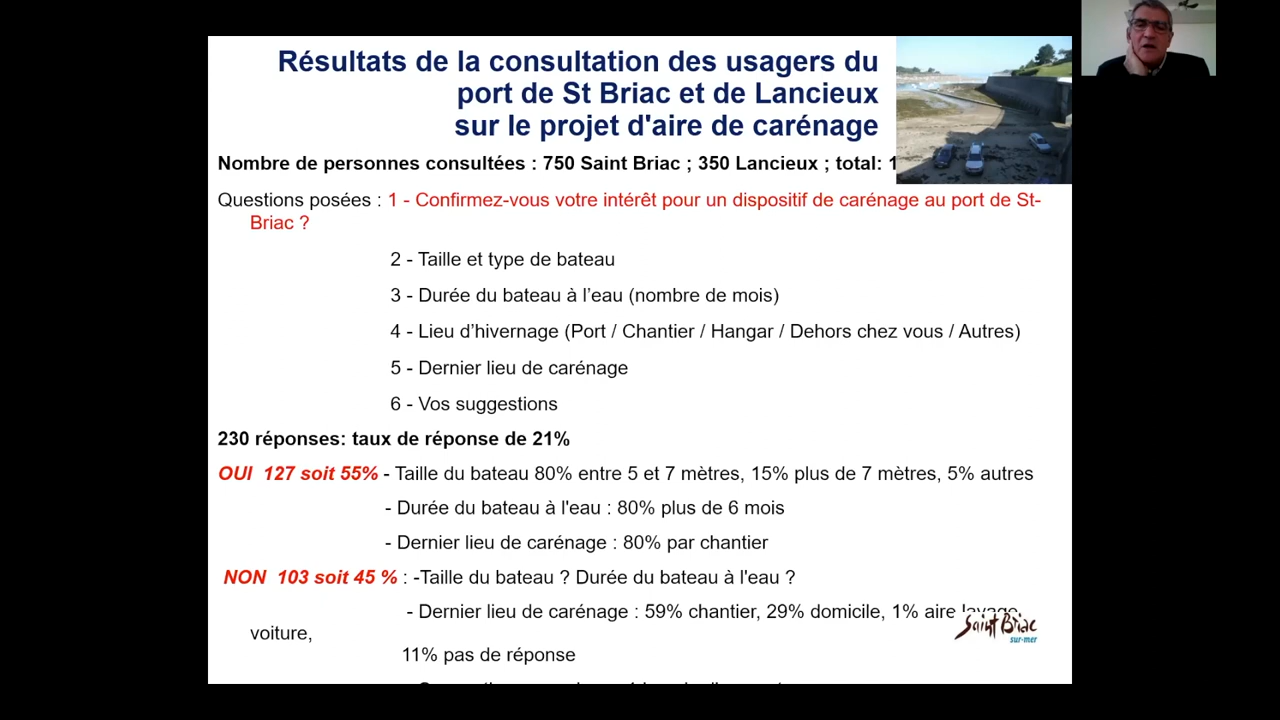 Résultats de la consultation des usagers du
port de St Briac et de Lancieux
sur le projet d'aire de carénage
Nombre de personnes consultées : 750 Saint Briac ; 350 Lancieux ; total: 1
Questions posées : 1 - Confirmez-vous votre intérêt pour un dispositif de carénage au port de St-
Briac ?
2 - Taille et type de bateau
3 - Durée du bateau à l’eau (nombre de mois)
4 - Lieu d’hivernage (Port / Chantier / Hangar / Dehors chez vous / Autres)
5 - Dernier lieu de carénage
6 - Vos suggestions
230 réponses: taux de réponse de 21%
OUI 127 soit 55% - Taille du bateau 80% entre 5 et 7 mètres, 15% plus de 7 mètres, 5% autres
- Durée du bateau à l'eau : 80% plus de 6 mois
- Dernier lieu de carénage : 80% par chantier
NON 103 soit 45 % : -Taille du bateau ? Durée du bateau à l'eau ?
- Dernier lieu de carénage : 59% chantier, 29% domicile, 1% aire lavage
voiture,
Saint Briac
sur-mer
11% pas de réponse